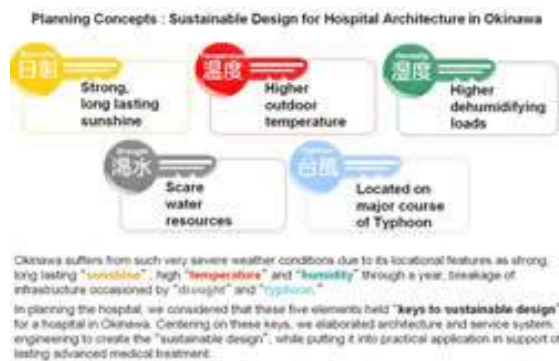 Planning Concepts : Sustainable Design for Hospital Architecture in Okinawa
日射
Strong,
long lasting
sunshine
Temperature
温度
Higher
outdoor
temperature
Humidity
湿度
Higher
dehumidifying
loads
Drought
渇水
Scare
water
resources
Typhoon
台風
Located on
major course
of Typhoon
Okinawa suffers from such very severe weather conditions due to its locational features as strong,
long lasting "sunshine", high "temperature" and "humidity" through a year, breakage of
infrastructure occasioned by "drought" and "typhoon."
In planning the hospital, we considered that these five elements held "keys to sustainable design"
for a hospital in Okinawa. Centering on these keys, we elaborated architecture and service system
engineering to create the "sustainable design", while putting it into practical application in support
lasting advanced medical treatment.